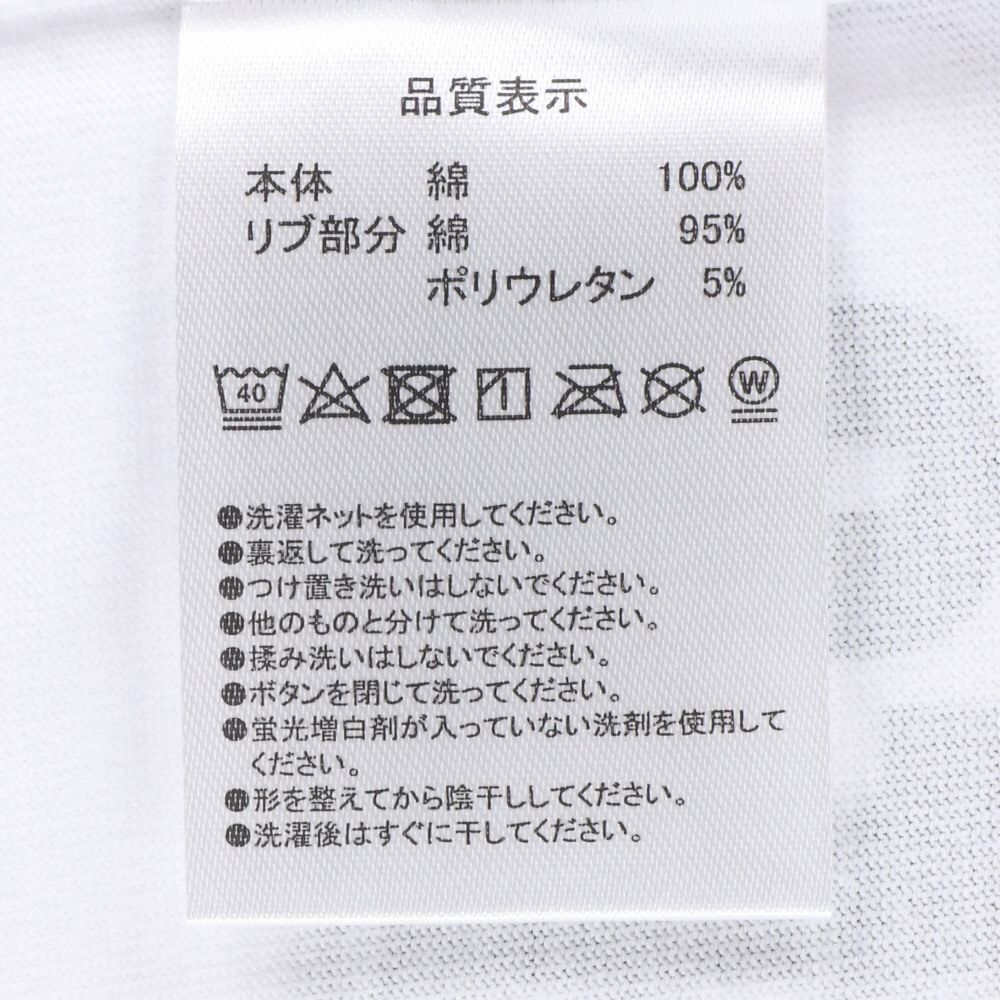 品質表示
本体 綿 100%
リブ部分 綿 95%
ポリウレタン 5%
40 W
●洗濯ネットを使用してください。
●裏返して洗ってください。
●つけ置き洗いはしないでください。
●他のものと分けて洗ってください。
●揉み洗いはしないでください。
●ボタンを閉じて洗ってください。
●蛍光増白剤が入っていない洗剤を使用して
ください。
●形を整えてから陰干ししてください。
●洗濯後はすぐに干してください。